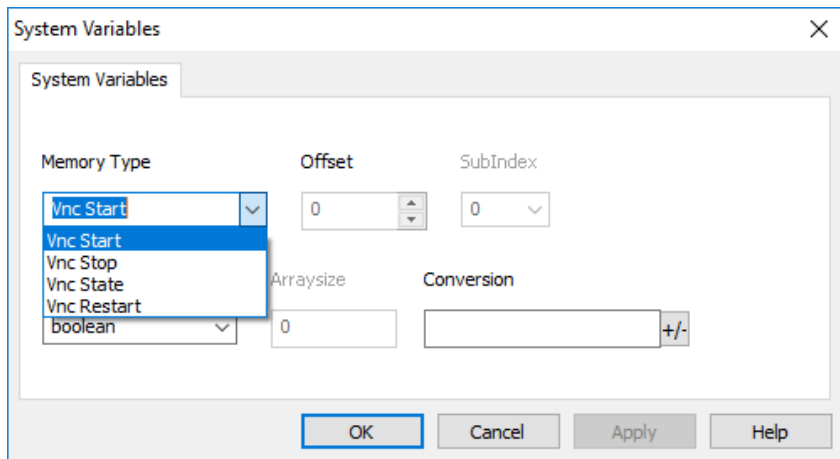 System Variables
System Variables
Memory Type Offset SubIndex
Vnc Start 0 0
Vnc Start
Vnc Stop
Vnc State
Vnc Restart
Arraysize Conversion
boolean 0 +/-
OK Cancel Apply Help